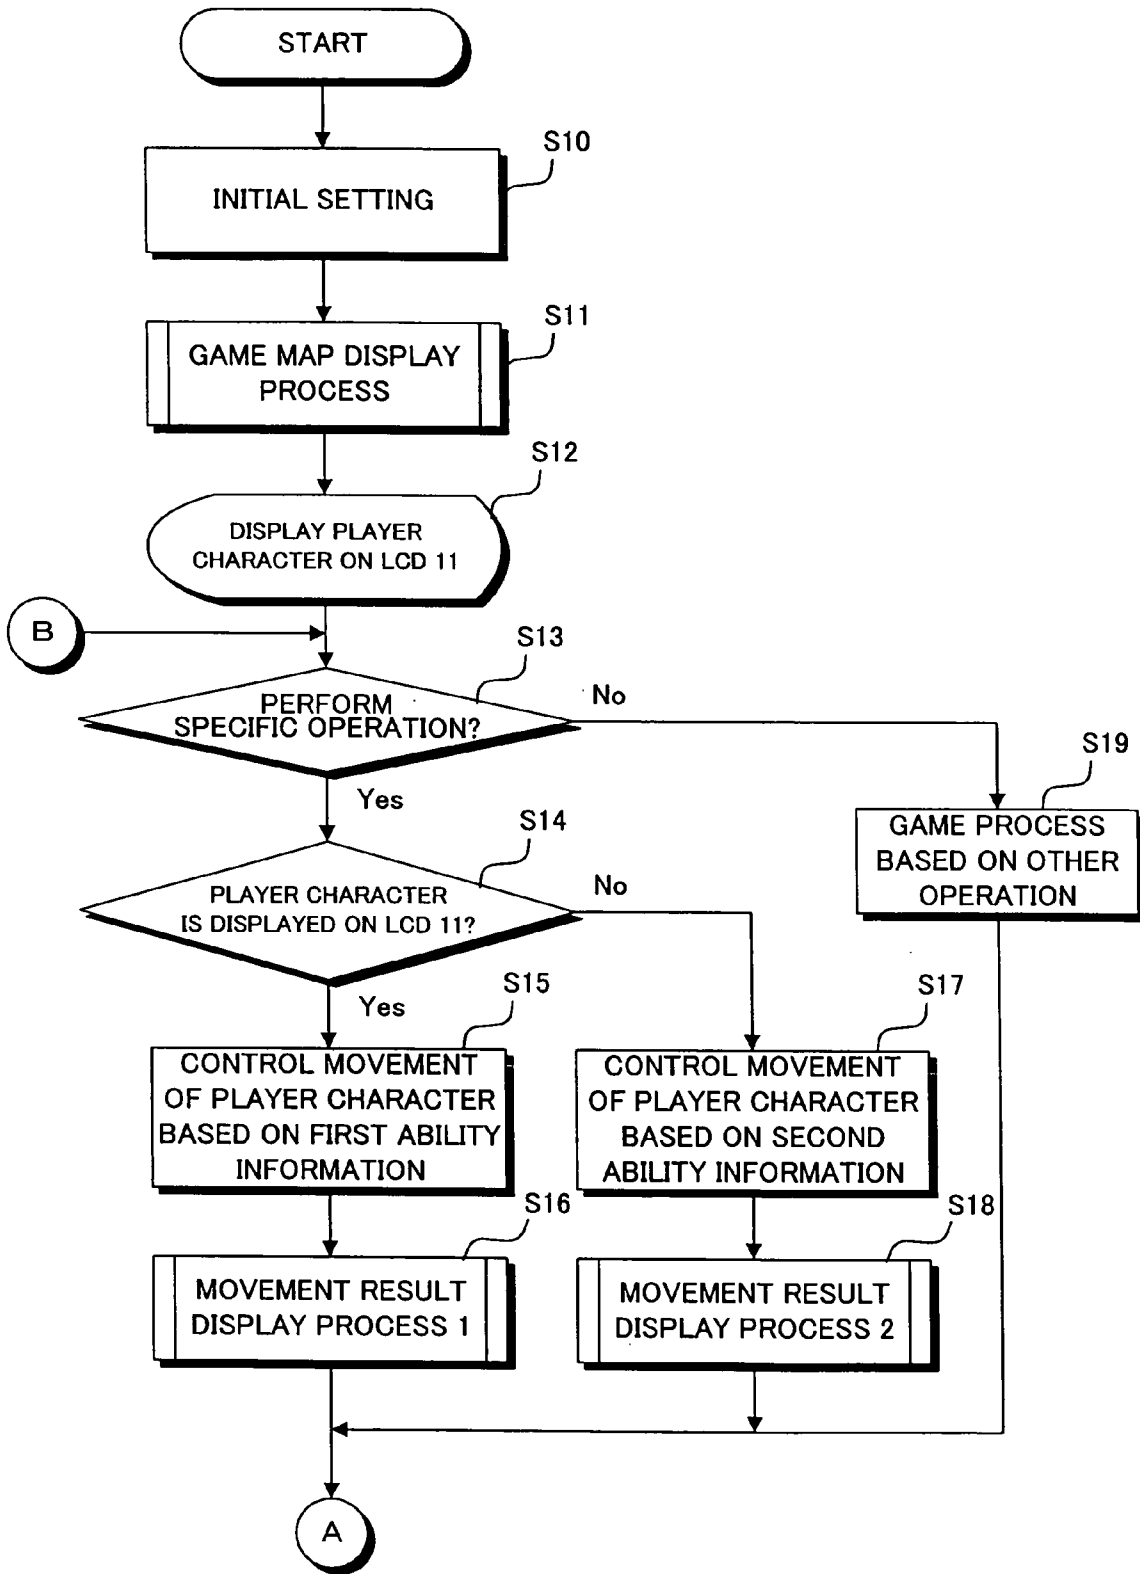 START
S10
INITIAL SETTING
S11
GAME MAP DISPLAY
PROCESS
S12
DISPLAY PLAYER
CHARACTER ON LCD 11
B
S13
PERFORM
SPECIFIC OPERATION?
No
Yes
S19
GAME PROCESS
BASED ON OTHER
OPERATION
S14
PLAYER CHARACTER
IS DISPLAYED ON LCD 11?
No
Yes
S15
CONTROL MOVEMENT
OF PLAYER CHARACTER
BASED ON FIRST ABILITY
INFORMATION
S17
CONTROL MOVEMENT
OF PLAYER CHARACTER
BASED ON SECOND
ABILITY INFORMATION
S16
MOVEMENT RESULT
DISPLAY PROCESS 1
S18
MOVEMENT RESULT
DISPLAY PROCESS 2
A